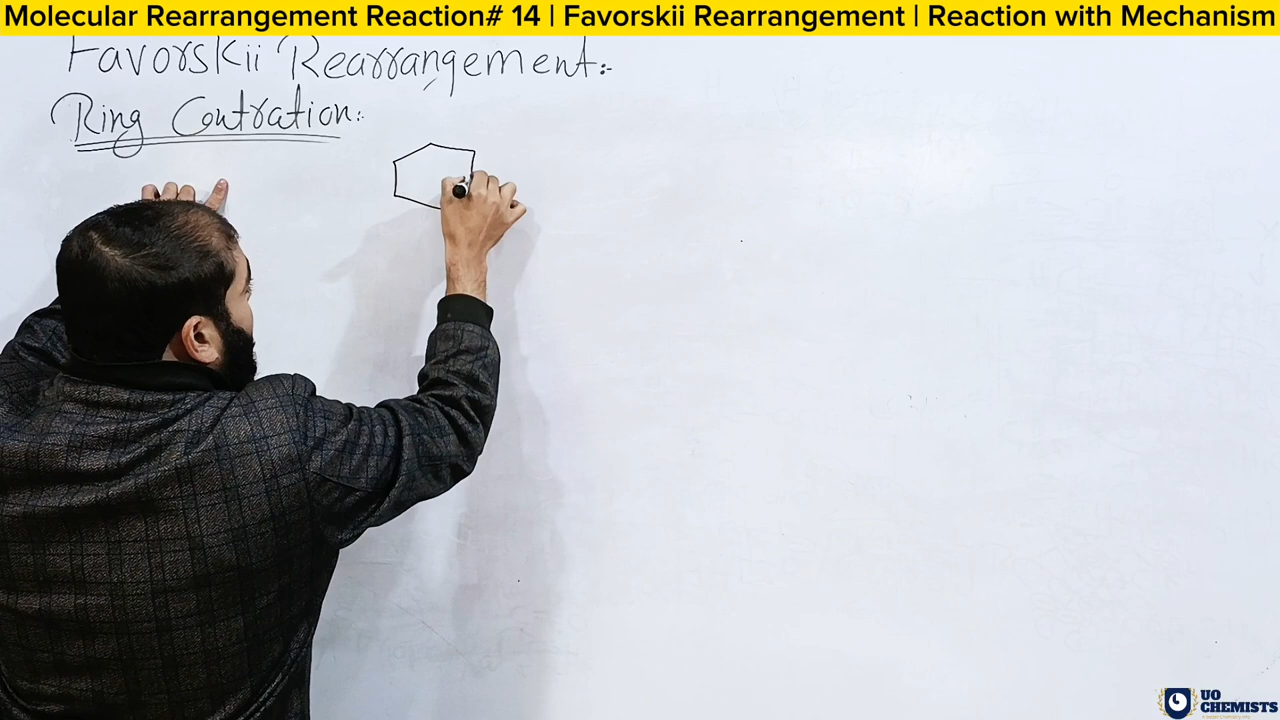 Molecular Rearrangement Reaction# 14 | Favorskii Rearrangement | Reaction with Mechanism
Favorskii Rearrangement:-
Ring Contration:
UO
CHEMISTS